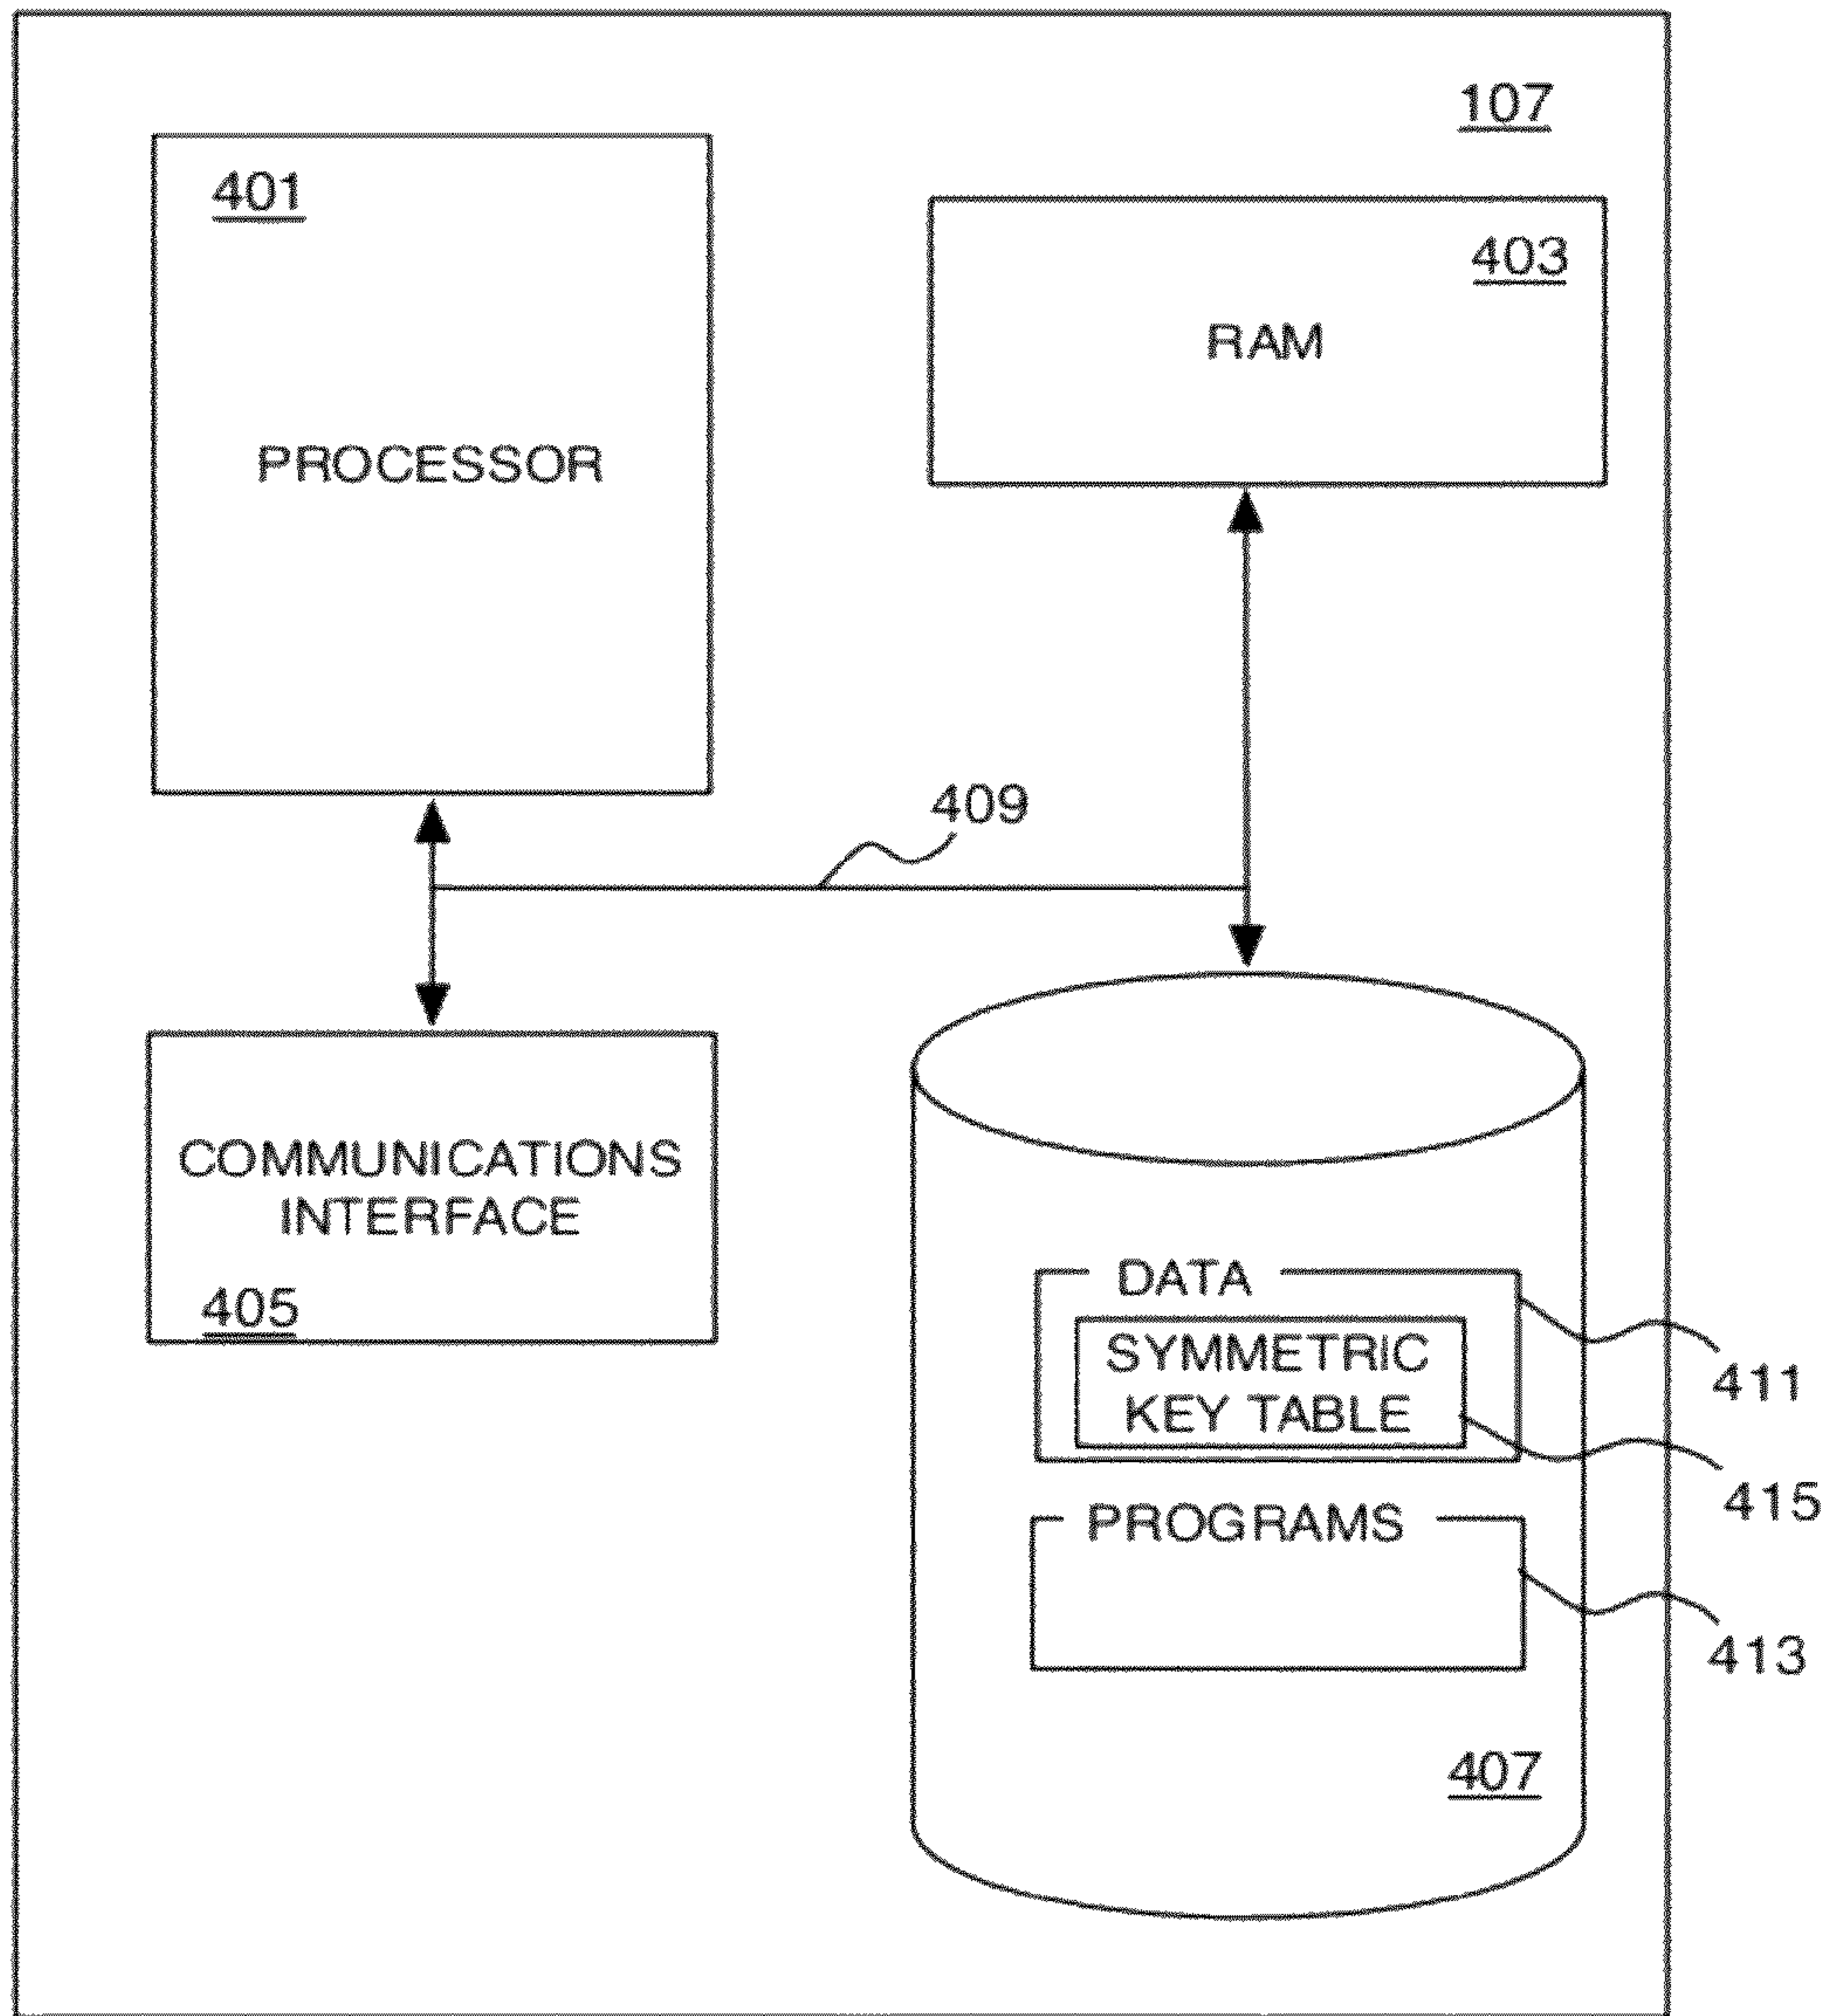 107
401
PROCESSOR
403
RAM
409
COMMUNICATIONS
INTERFACE
405
DATA
SYMMETRIC
KEY TABLE
411
415
PROGRAMS
413
407